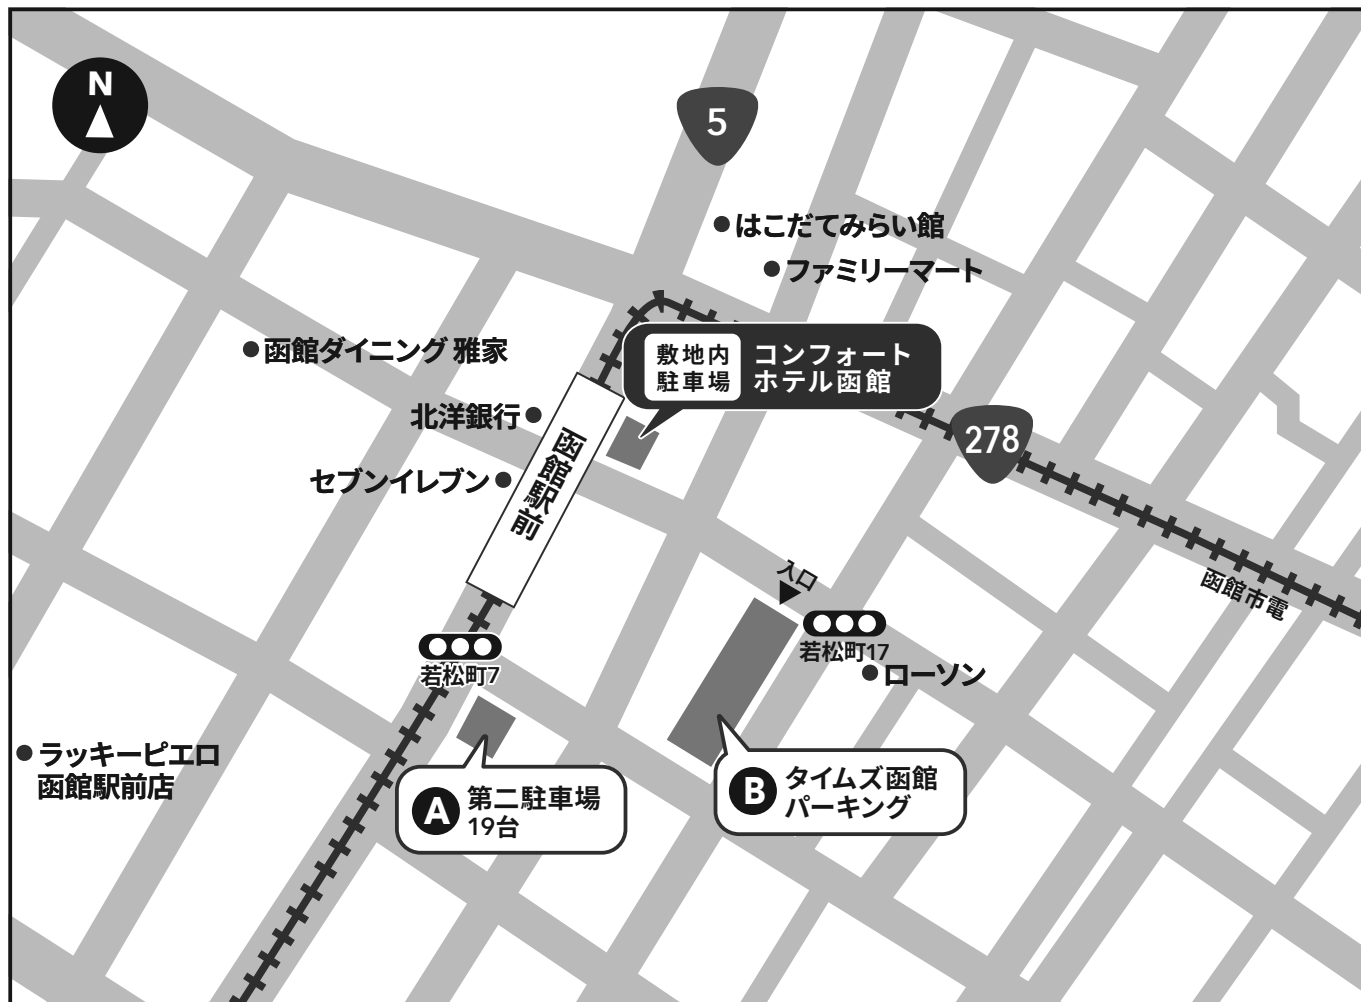 N
5
はこだてみらい館
ファミリーマート
函館ダイニング 雅家
敷地内
駐車場
コンフォート
ホテル函館
北洋銀行
278
セブンイレブン
函館駅前
入口
函館市電
若松町17
若松町7
ローソン
ラッキーピエロ
函館駅前店
A
第二駐車場
19台
B
タイムズ函館
パーキング